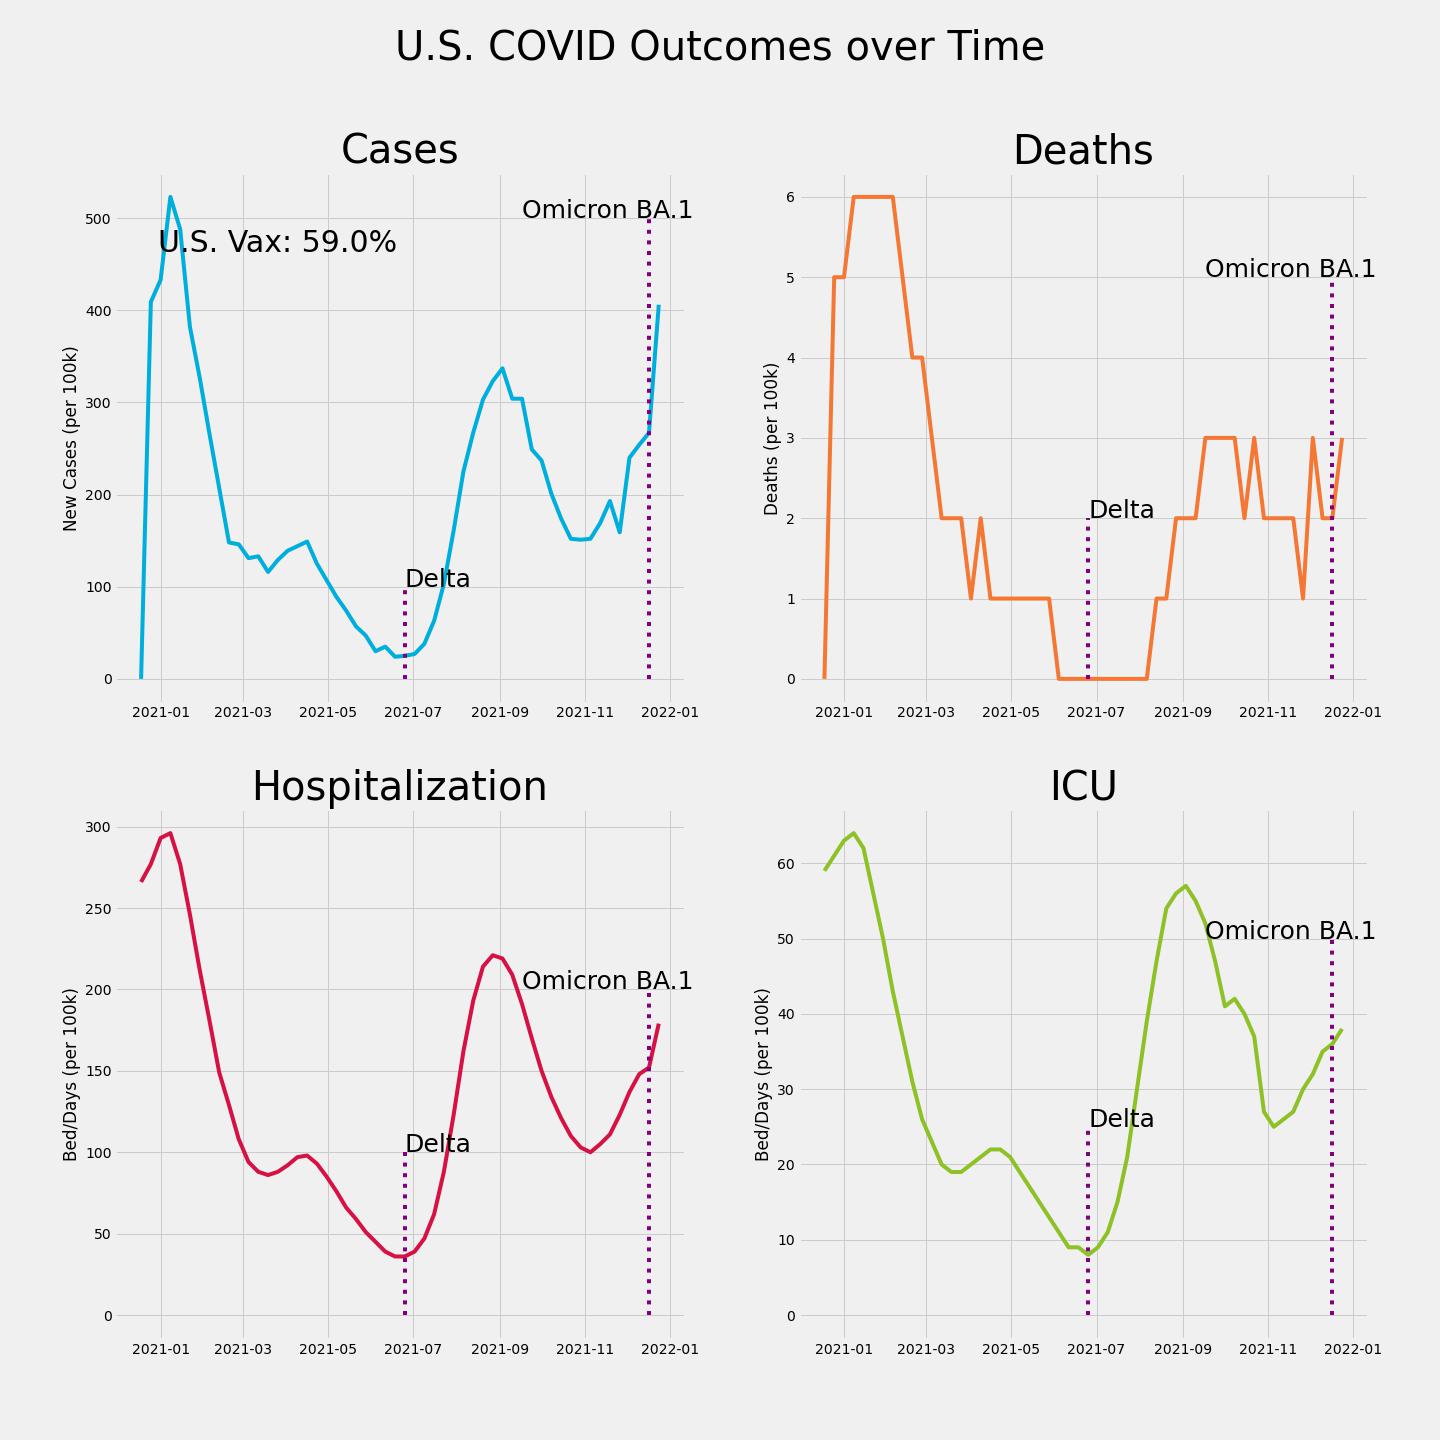 U.S. COVID Outcomes over Time
Cases
New Cases (per 100k)
500
400
300
200
100
0
U.S. Vax: 59.0%
Omicron BA.1
Delta
2021-01 2021-03 2021-05 2021-07 2021-09 2021-11 2022-01
Deaths
Deaths (per 100k)
6
5
4
3
2
1
0
Omicron BA.1
Delta
2021-01 2021-03 2021-05 2021-07 2021-09 2021-11 2022-01
Hospitalization
Bed/Days (per 100k)
300
250
200
150
100
50
0
Omicron BA.1
Delta
2021-01 2021-03 2021-05 2021-07 2021-09 2021-11 2022-01
ICU
Bed/Days (per 100k)
60
50
40
30
20
10
0
Omicron BA.1
Delta
2021-01 2021-03 2021-05 2021-07 2021-09 2021-11 2022-01